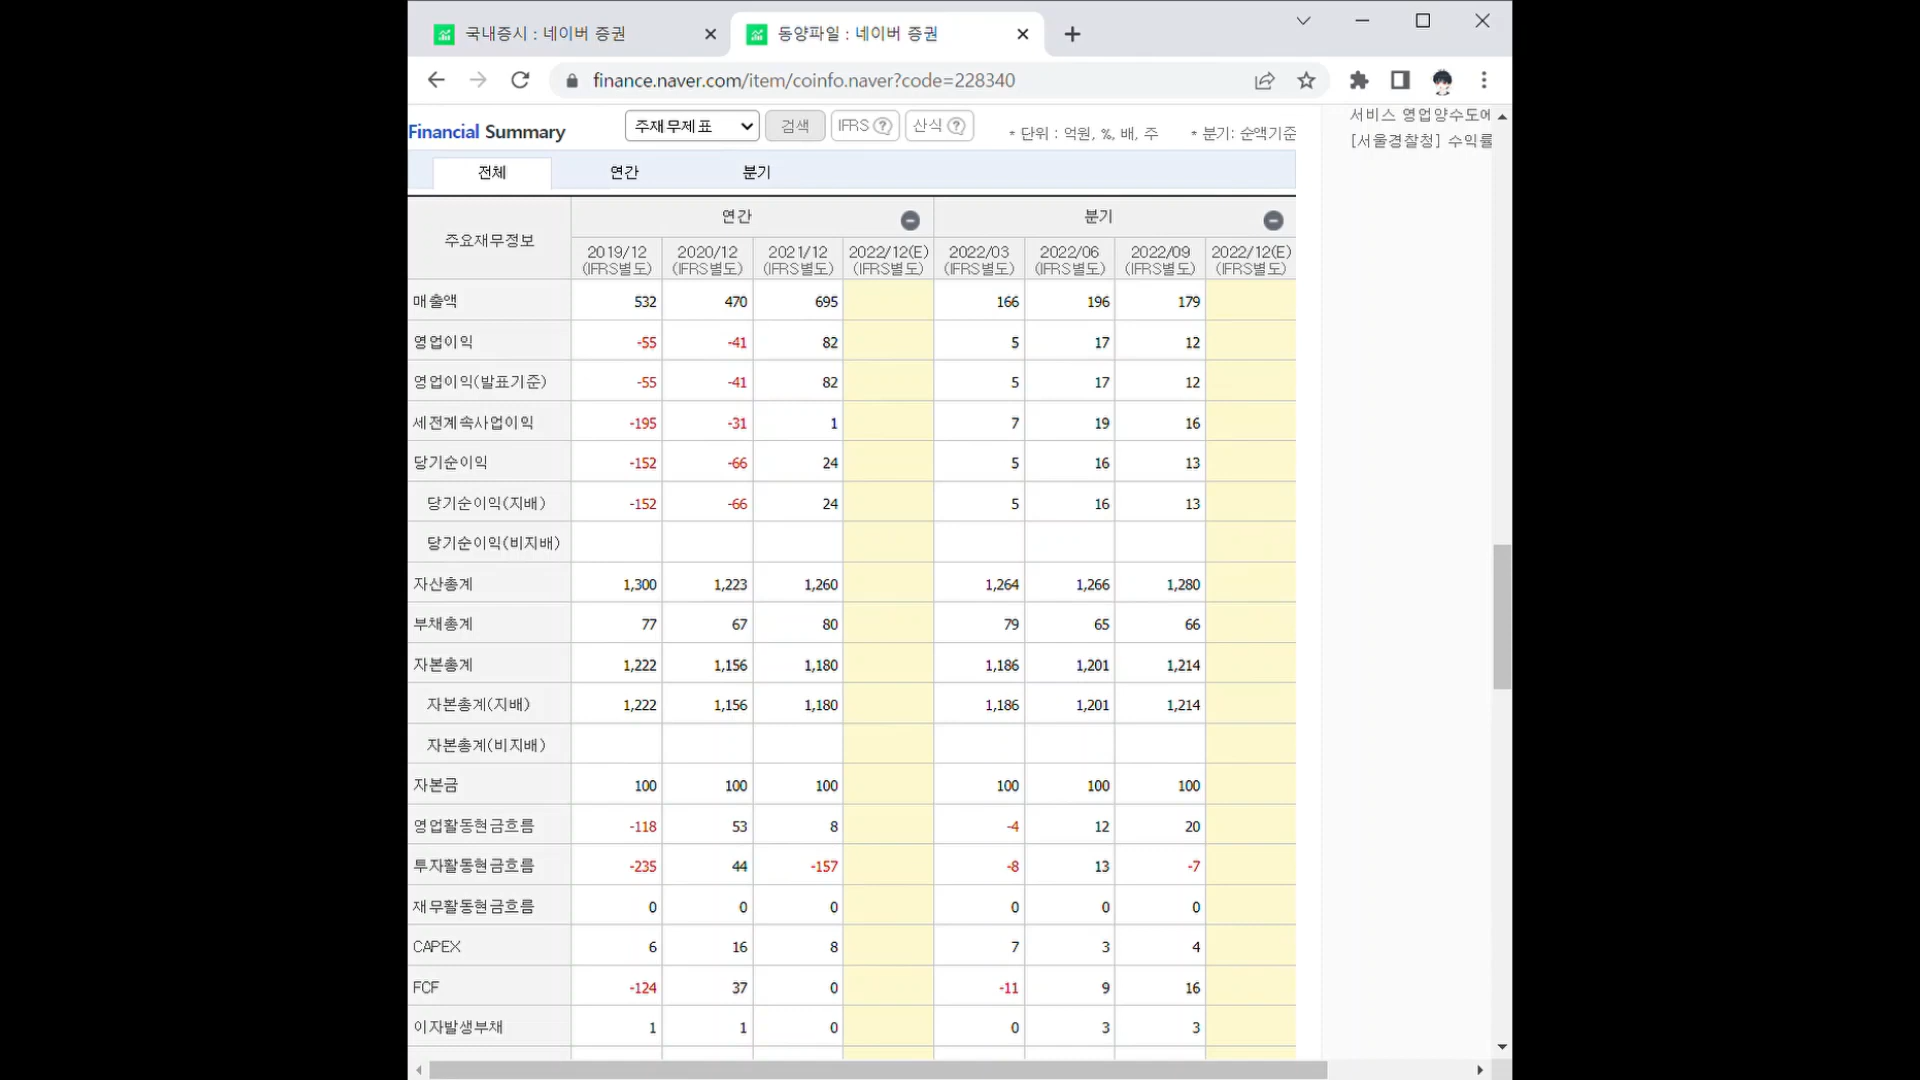 국내증시 : 네이버 증권
동양파일 : 네이버 증권
finance.naver.com/item/coinfo.naver?code=228340
서비스 영업양수도에
[서울경찰청] 수익률
Financial Summary 주재무제표 검색 IFRS ? 산식 ? * 단위 : 억원, %, 배, 주 * 분기: 순액기준
전체 연간 분기
주요재무정보 연간 분기
2019/12 2020/12 2021/12 2022/12(E) 2022/03 2022/06 2022/09 2022/12(E)
(IFRS별도) (IFRS별도) (IFRS별도) (IFRS별도) (IFRS별도) (IFRS별도) (IFRS별도) (IFRS별도)
매출액 532 470 695 166 196 179
영업이익 -55 -41 82 5 17 12
영업이익(발표기준) -55 -41 82 5 17 12
세전계속사업이익 -195 -31 1 7 19 16
당기순이익 -152 -66 24 5 16 13
당기순이익(지배) -152 -66 24 5 16 13
당기순이익(비지배)
자산총계 1,300 1,223 1,260 1,264 1,266 1,280
부채총계 77 67 80 79 65 66
자본총계 1,222 1,156 1,180 1,186 1,201 1,214
자본총계(지배) 1,222 1,156 1,180 1,186 1,201 1,214
자본총계(비지배)
자본금 100 100 100 100 100 100
영업활동현금흐름 -118 53 8 -4 12 20
투자활동현금흐름 -235 44 -157 -8 13 -7
재무활동현금흐름 0 0 0 0 0 0
CAPEX 6 16 8 7 3 4
FCF -124 37 0 -11 9 16
이자발생부채 1 1 0 0 3 3